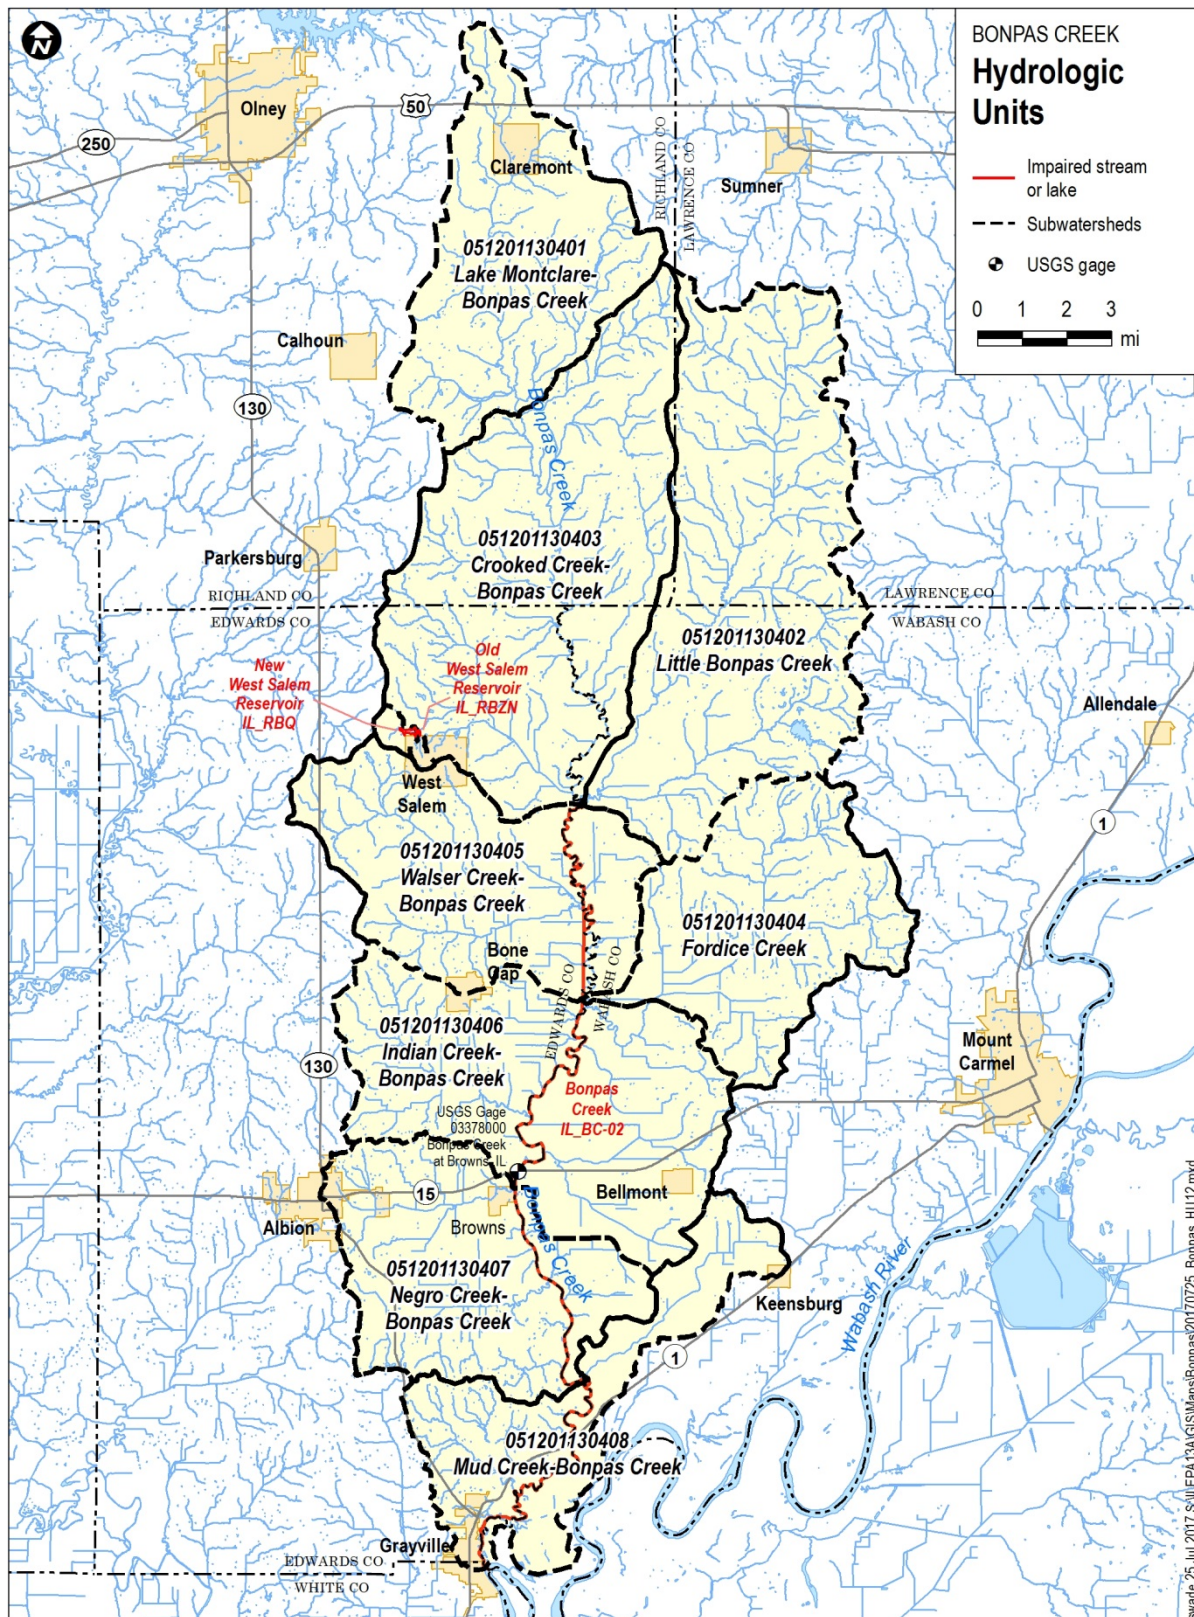 N
BONPAS CREEK
Hydrologic
Units
Impaired stream
or lake
Subwatersheds
USGS gage
0 1 2 3
mi
Olney
50
250
Claremont
Sumner
RICHLAND CO
LAWRENCE CO
051201130401
Lake Montclare-
Bonpas Creek
Calhoun
130
Bonpas Creek
051201130403
Crooked Creek-
Bonpas Creek
Parkersburg
RICHLAND CO
EDWARDS CO
LAWRENCE CO
WABASH CO
051201130402
Little Bonpas Creek
New
West Salem
Reservoir
IL_RBQ
Old
West Salem
Reservoir
IL_RBZN
Allendale
West
Salem
1
051201130405
Walser Creek-
Bonpas Creek
051201130404
Fordice Creek
Bone
Gap
EDWARDS CO
WABASH CO
051201130406
Indian Creek-
Bonpas Creek
Mount
Carmel
130
Bonpas
Creek
IL_BC-02
USGS Gage
03378000
Bonpas Creek
at Browns, IL
15
Bellmont
Albion
Browns
Bonpas Creek
051201130407
Negro Creek-
Bonpas Creek
Keensburg
Wabash River
1
051201130408
Mud Creek-Bonpas Creek
Grayville
EDWARDS CO
WHITE CO